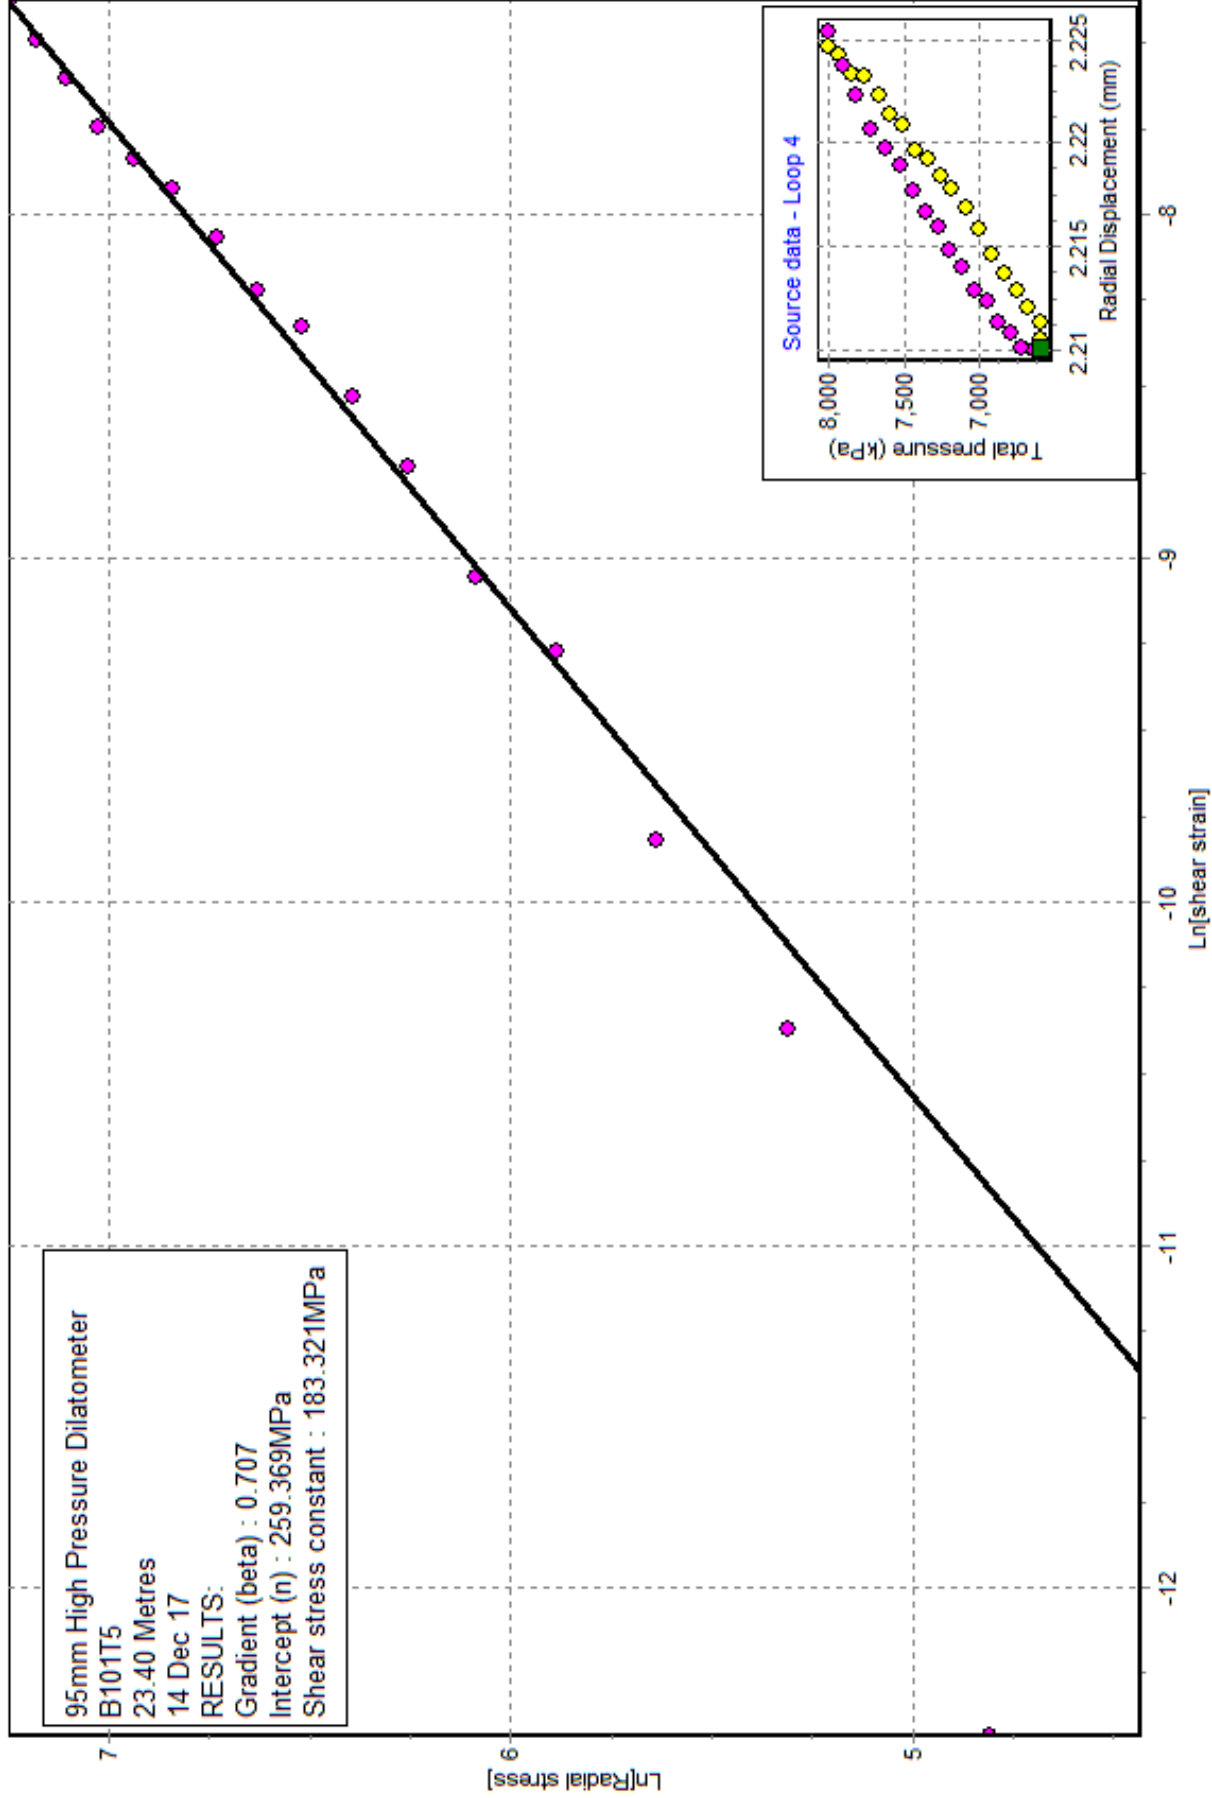 95mm High Pressure Dilatometer
B101T5
23.40 Metres
14 Dec 17
RESULTS:
Gradient (beta) : 0.707
Intercept (n) : 259.369MPa
Shear stress constant : 183.321MPa
Ln[Radial stress]
7
6
5
-12
-11
-10
-9
-8
Ln[shear strain]
Source data - Loop 4
Total pressure (kPa)
8,000
7,500
7,000
2.21
2.215
2.22
2.225
Radial Displacement (mm)